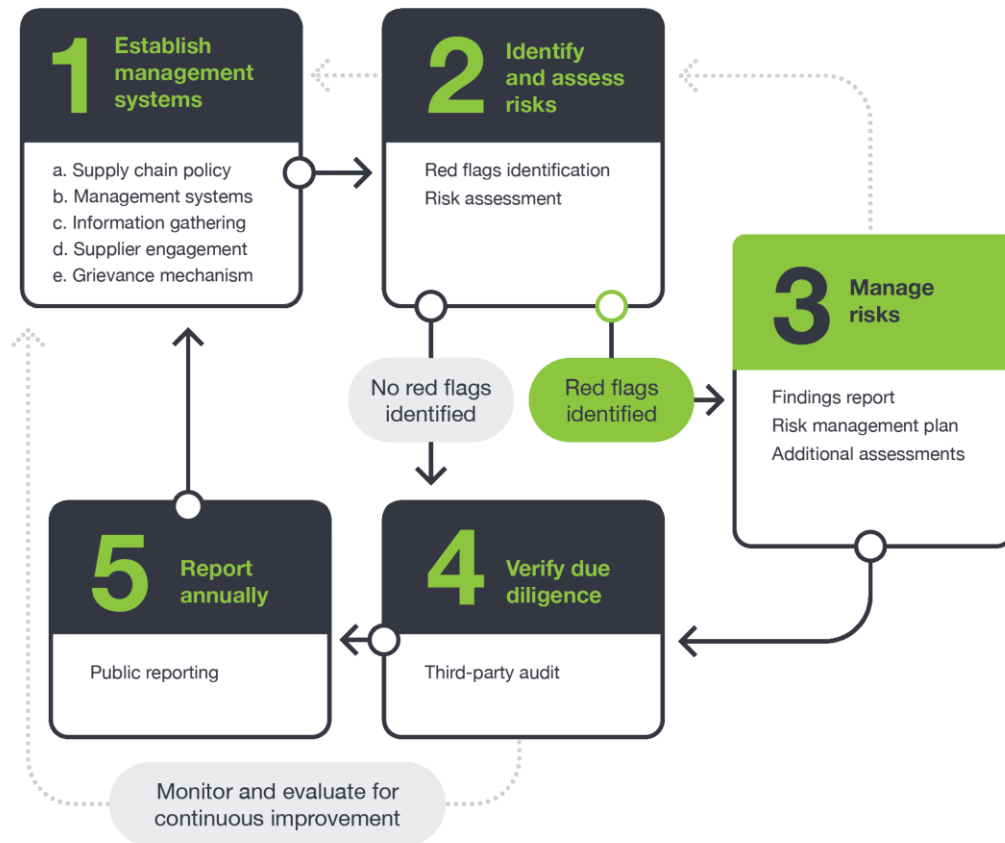 1
Establish
management
systems
a. Supply chain policy
b. Management systems
c. Information gathering
d. Supplier engagement
e. Grievance mechanism
2
Identify
and assess
risks
Red flags identification
Risk assessment
No red flags
identified
Red flags
identified
3
Manage
risks
Findings report
Risk management plan
Additional assessments
4
Verify due
diligence
Third-party audit
5
Report
annually
Public reporting
Monitor and evaluate for
continuous improvement